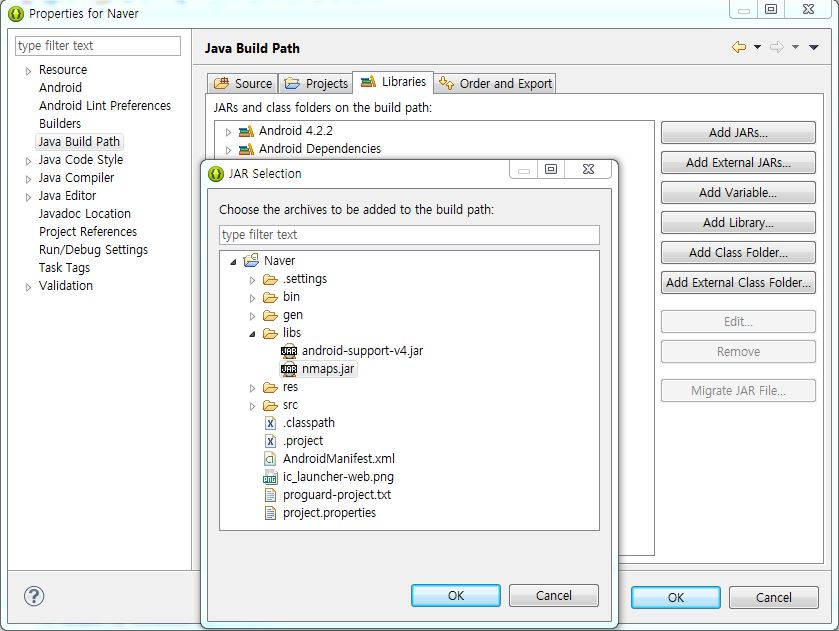 Properties for Naver
type filter text
Resource
Android
Android Lint Preferences
Builders
Java Build Path
Java Code Style
Java Compiler
Java Editor
Javadoc Location
Project References
Run/Debug Settings
Task Tags
Validation
Java Build Path
Source
Projects
Libraries
Order and Export
JARs and class folders on the build path:
Android 4.2.2
Android Dependencies
Add JARs...
Add External JARs...
Add Variable...
Add Library...
Add Class Folder...
Add External Class Folder...
Edit...
Remove
Migrate JAR File...
JAR Selection
Choose the archives to be added to the build path:
type filter text
Naver
.settings
bin
gen
libs
android-support-v4.jar
nmaps.jar
res
src
.classpath
.project
AndroidManifest.xml
ic_launcher-web.png
proguard-project.txt
project.properties
OK
Cancel
OK
Cancel